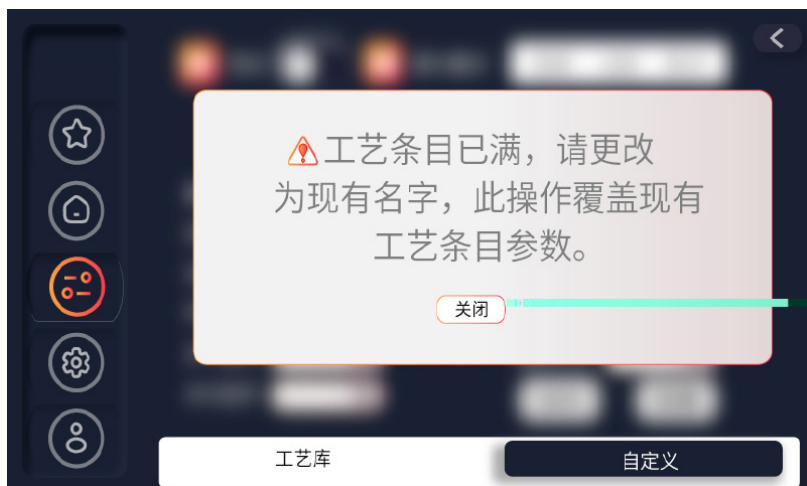 工艺条目已满，请更改
为现有名字，此操作覆盖现有
工艺条目参数。
关闭
工艺库
自定义